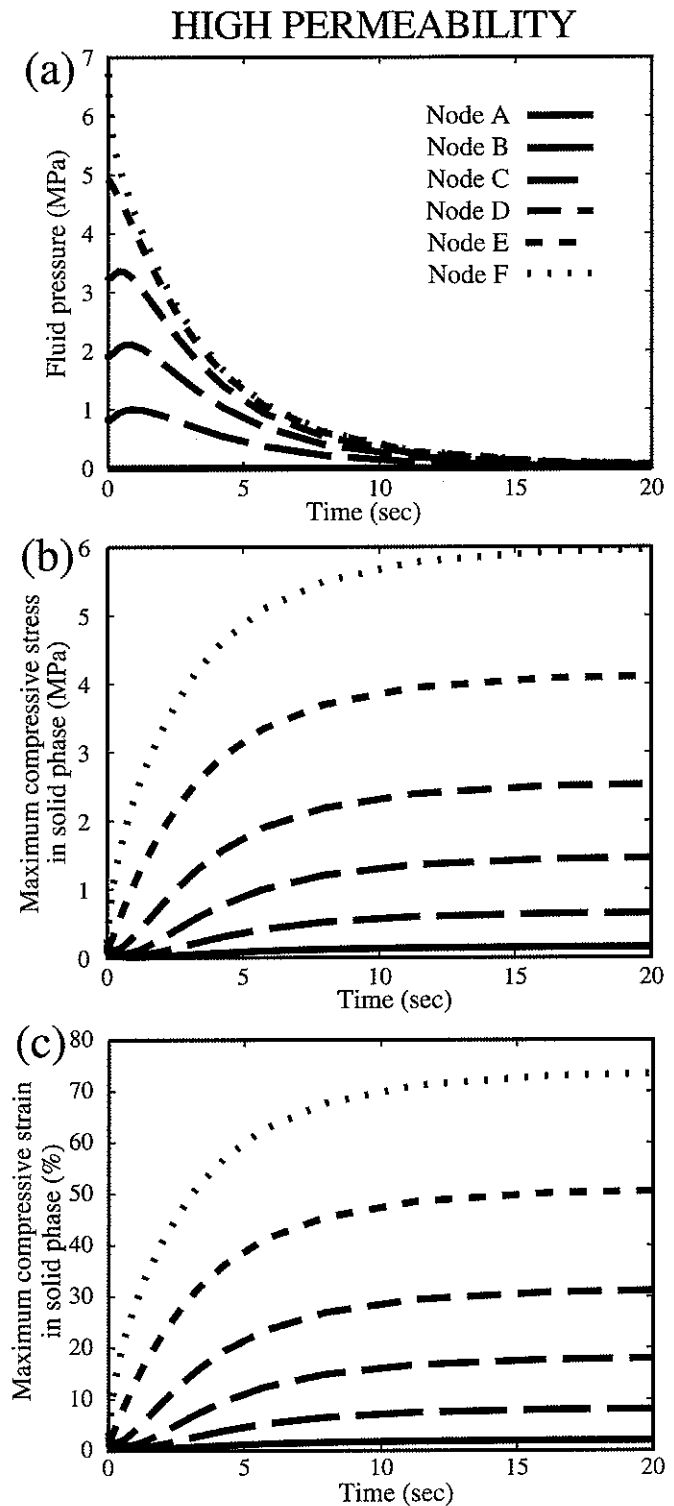 HIGH PERMEABILITY
(a)
7
6
5
4
3
2
1
0
Fluid pressure (MPa)
Node A
Node B
Node C
Node D
Node E
Node F
0 5 10 15 20
Time (sec)
(b)
6
5
4
3
2
1
0
Maximum compressive stress
in solid phase (MPa)
0 5 10 15 20
Time (sec)
(c)
80
70
60
50
40
30
20
10
0
Maximum compressive strain
in solid phase (%)
0 5 10 15 20
Time (sec)